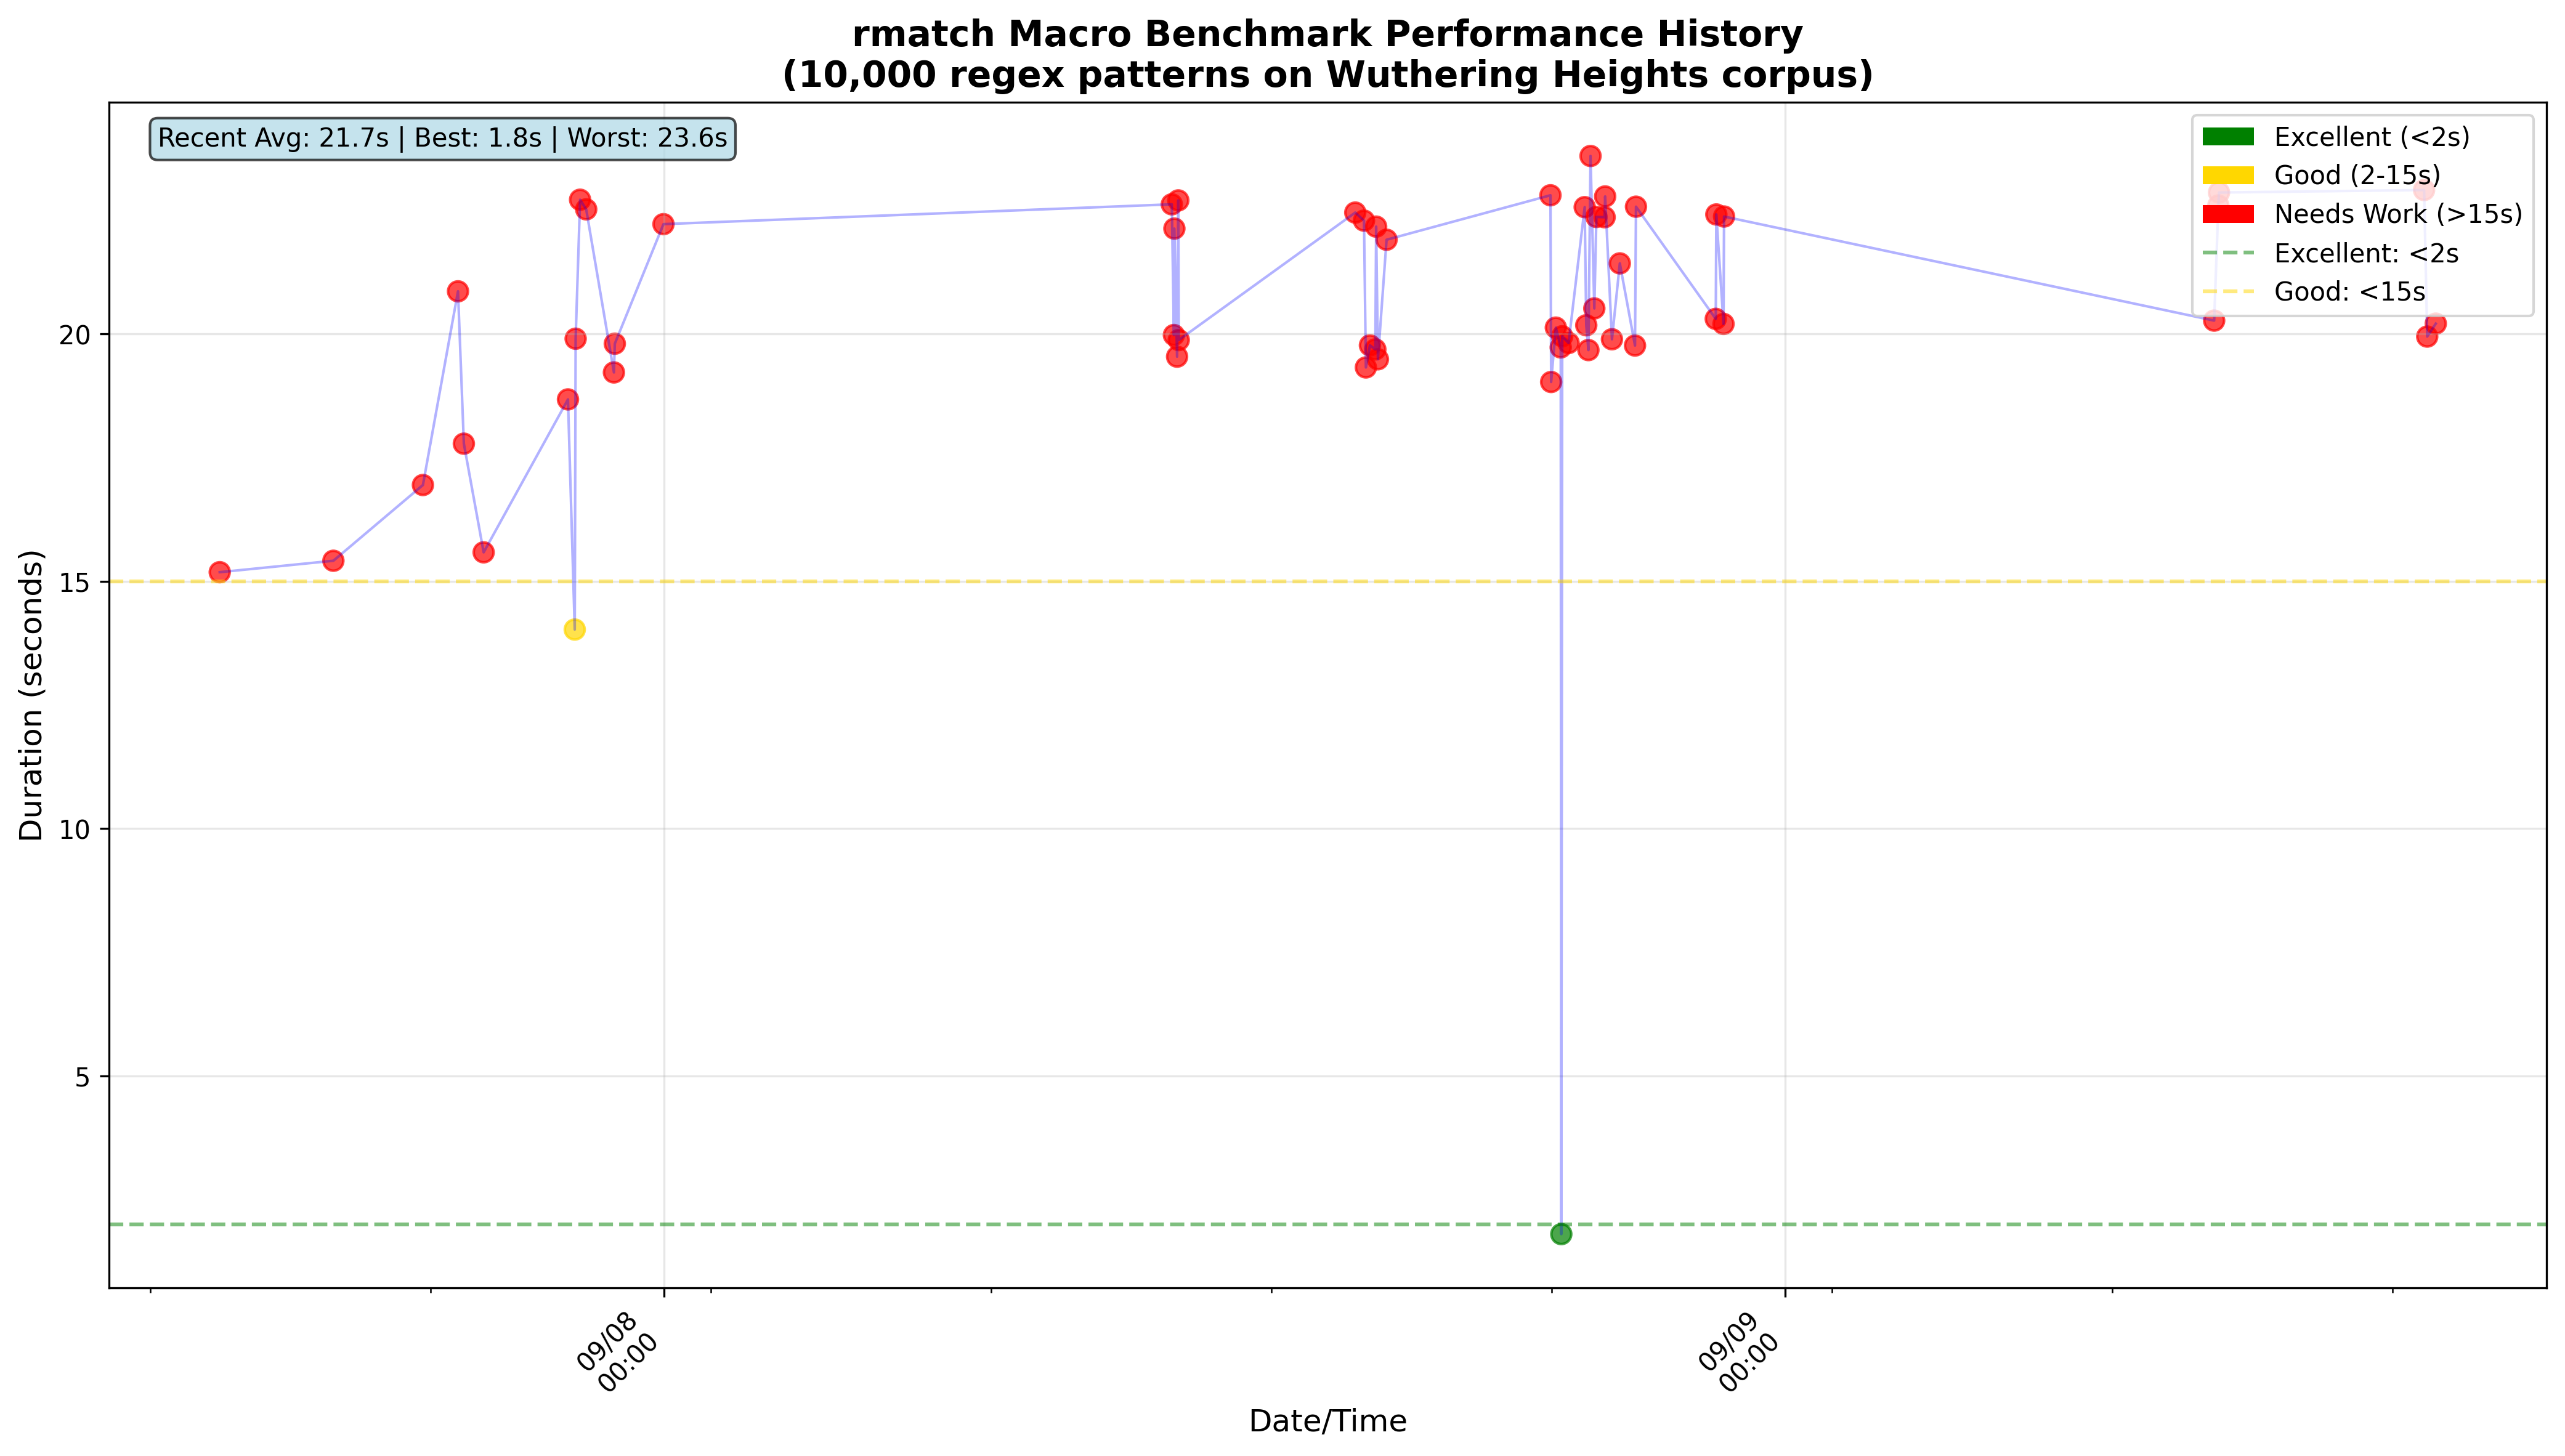 rmatch Macro Benchmark Performance History
(10,000 regex patterns on Wuthering Heights corpus)
Recent Avg: 21.7s | Best: 1.8s | Worst: 23.6s
Excellent (<2s)
Good (2-15s)
Needs Work (>15s)
Excellent: <2s
Good: <15s
Duration (seconds)
20
15
10
5
09/08
00:00
09/09
00:00
Date/Time